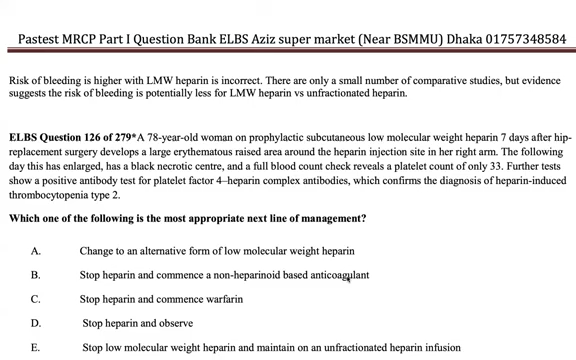 Pastest MRCP Part I Question Bank ELBS Aziz super market (Near BSMMU) Dhaka 01757348584
Risk of bleeding is higher with LMW heparin is incorrect. There are only a small number of comparative studies, but evidence
suggests the risk of bleeding is potentially less for LMW heparin vs unfractionated heparin.
ELBS Question 126 of 279*A 78-year-old woman on prophylactic subcutaneous low molecular weight heparin 7 days after hip-
replacement surgery develops a large erythematous raised area around the heparin injection site in her right arm. The following
day this has enlarged, has a black necrotic centre, and a full blood count check reveals a platelet count of only 33. Further tests
show a positive antibody test for platelet factor 4–heparin complex antibodies, which confirms the diagnosis of heparin-induced
thrombocytopenia type 2.
Which one of the following is the most appropriate next line of management?
A. Change to an alternative form of low molecular weight heparin
B. Stop heparin and commence a non-heparinoid based anticoagulant
C. Stop heparin and commence warfarin
D. Stop heparin and observe
E. Stop low molecular weight heparin and maintain on an unfractionated heparin infusion